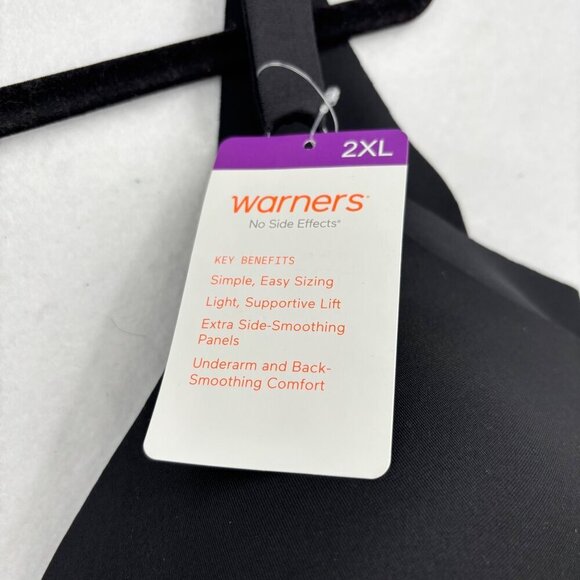 2XL
warners™
No Side Effects®
KEY BENEFITS
Simple, Easy Sizing
Light, Supportive Lift
Extra Side-Smoothing
Panels
Underarm and Back-
Smoothing Comfort